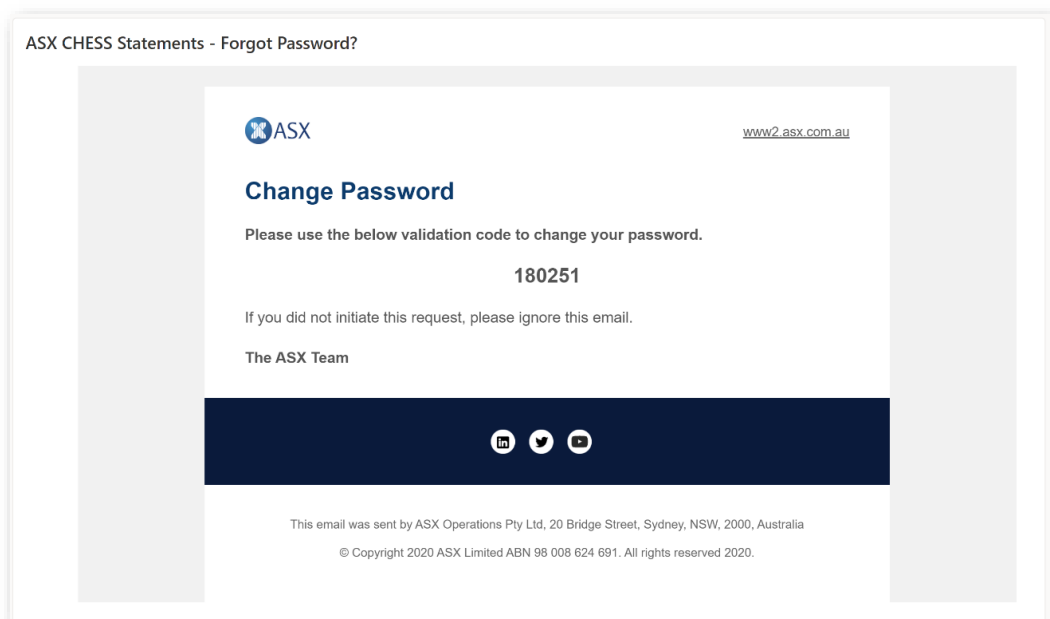 ASX CHESS Statements - Forgot Password?
ASX
www2.asx.com.au
Change Password
Please use the below validation code to change your password.
180251
If you did not initiate this request, please ignore this email.
The ASX Team
in
This email was sent by ASX Operations Pty Ltd, 20 Bridge Street, Sydney, NSW, 2000, Australia
© Copyright 2020 ASX Limited ABN 98 008 624 691. All rights reserved 2020.